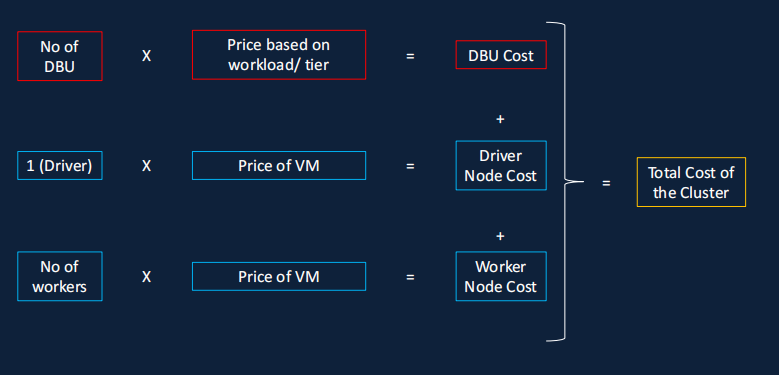 No of
DBU
X
Price based on
workload/ tier
=
DBU Cost
+
1 (Driver)
X
Price of VM
=
Driver
Node Cost
=
Total Cost of
the Cluster
+
No of
workers
X
Price of VM
=
Worker
Node Cost